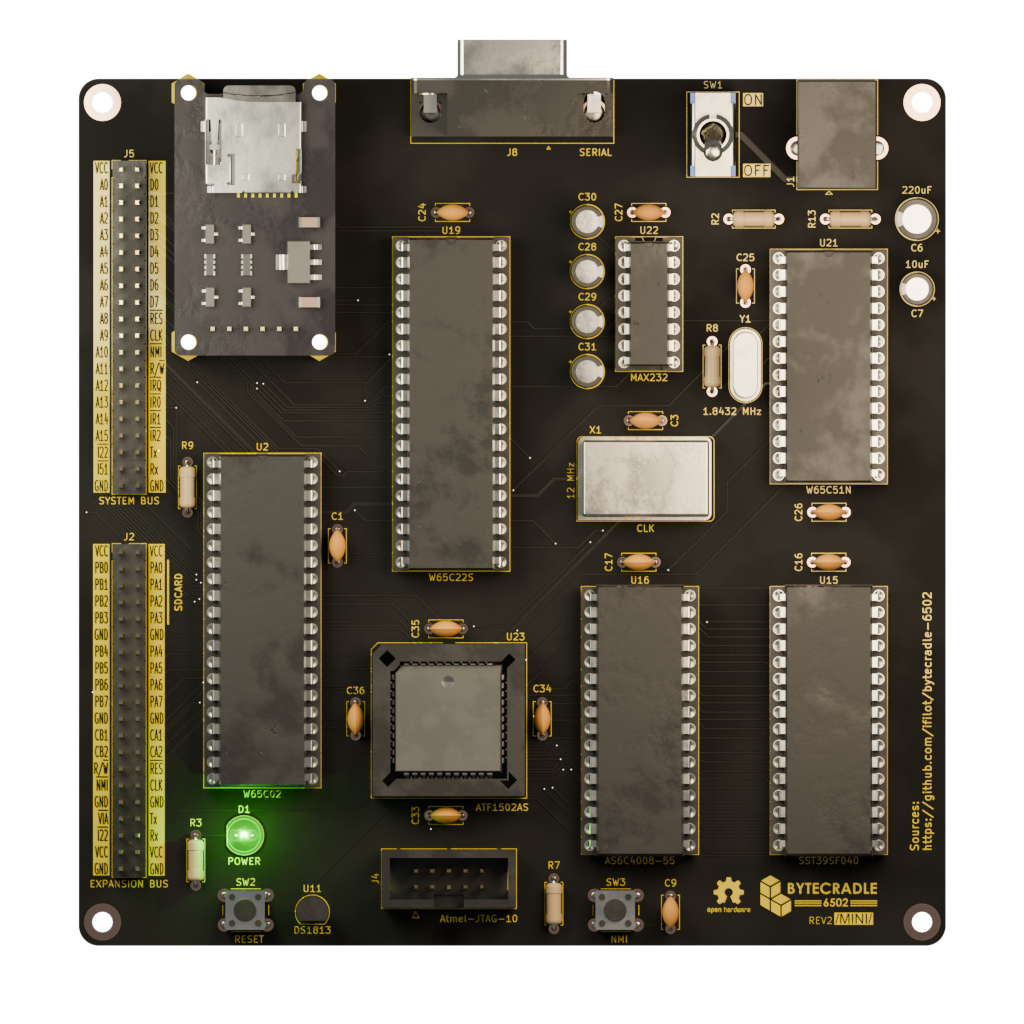 SW1
ON
OFF
J1
J8
SERIAL
J5
VCC VCC
A0 D0
A1 D1
A2 D2
A3 D3
A4 D4
A5 D5
A6 D6
A7 D7
A8 RES
A9 CLK
A10 NMI
A11 R/W
A12 IRQ
A13 IR0
A14 IR1
A15 IR2
I22 Tx
I51 Rx
GND GND
SYSTEM BUS
C24
U19
W65C22S
C30
C28
C29
C31
C27
U22
MAX232
R2
R13
220uF
C6
10uF
C7
U21
W65C51N
C25
Y1
R8
1.8432 MHz
C3
X1
12 MHz
CLK
C26
R9
U2
W65C02
C1
J2
VCC VCC
PB0 PA0
PB1 PA1
PB2 PA2
PB3 PA3
GND GND
PB4 PA4
PB5 PA5
PB6 PA6
PB7 PA7
GND GND
CB1 CA1
CB2 CA2
R/W RES
NMI CLK
GND GND
VIA Tx
I22 Rx
VCC VCC
GND GND
EXPANSION BUS
SDCARD
C17
U16
AS6C4008-55
C16
U15
SST39SF040
C35
U23
C36
C34
ATF1502AS
C33
Sources:
https://github.com/ifilot/bytecradle-6502
D1
POWER
R3
SW2
RESET
U11
DS1813
J4
Atmel-JTAG-10
R7
SW3
NMI
C9
open hardware
BYTECRADLE
6502
REV2 /MINI/